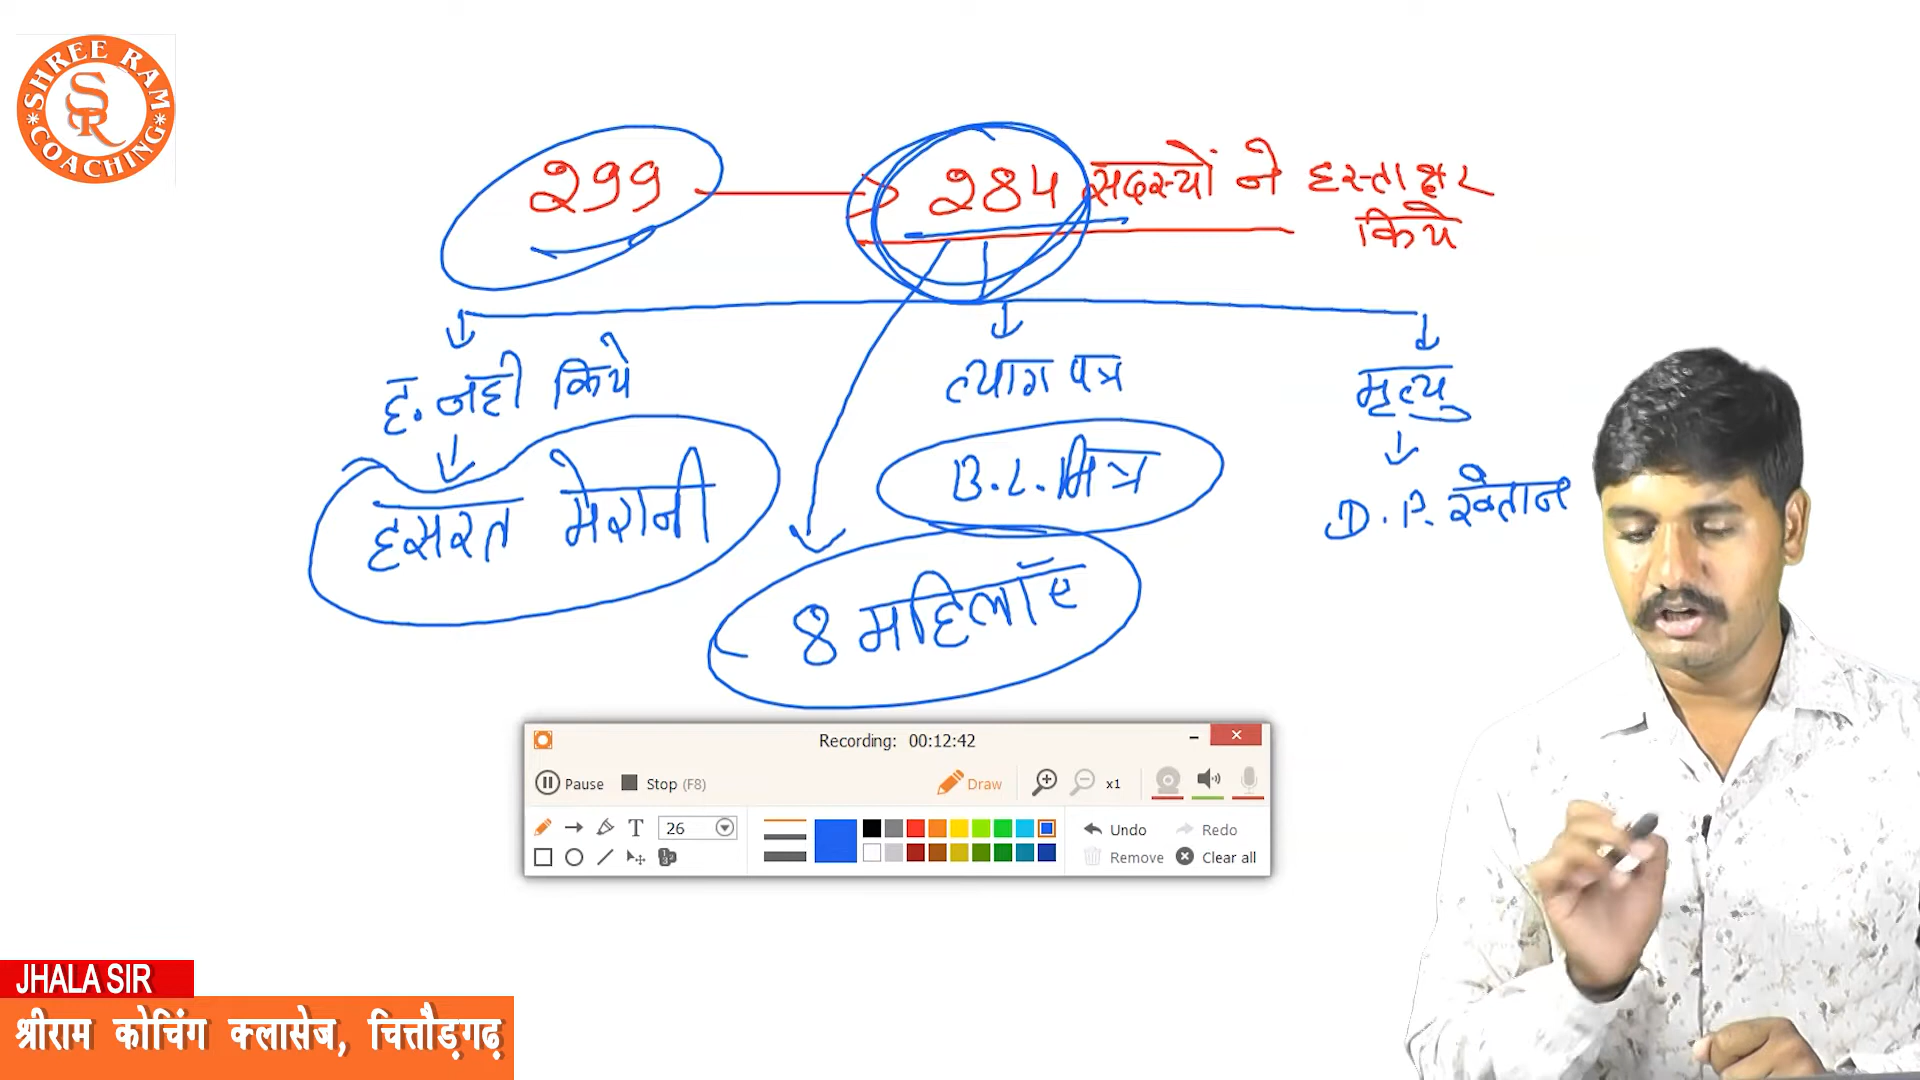 SHREE RAM
SR
COACHING
299
284 सदस्यों ने हस्ताक्षर
किये
ह. नही किये
त्याग पत्र
मृत्यु
हसरत मेरानी
B.L. मित्र
D.P. खेतान
8 महिलाँए
Recording: 00:12:42
Pause Stop (F8) Draw x1
T 26 Undo Redo
Remove Clear all
JHALA SIR
श्रीराम कोचिंग क्लासेज, चित्तौड़गढ़